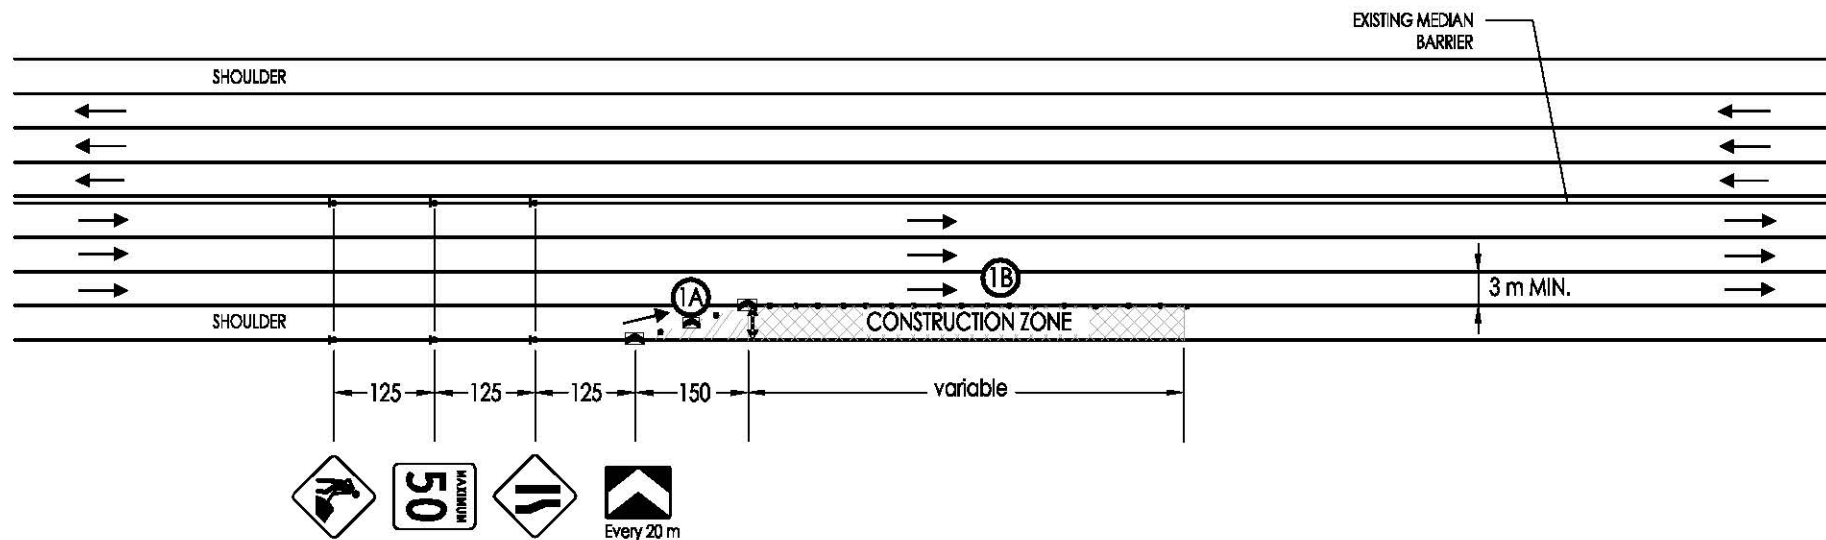 EXISTING MEDIAN
BARRIER
SHOULDER
1A
1B
3 m MIN.
SHOULDER
CONSTRUCTION ZONE
125
125
125
150
variable
MAXIMUM
50
Every 20 m